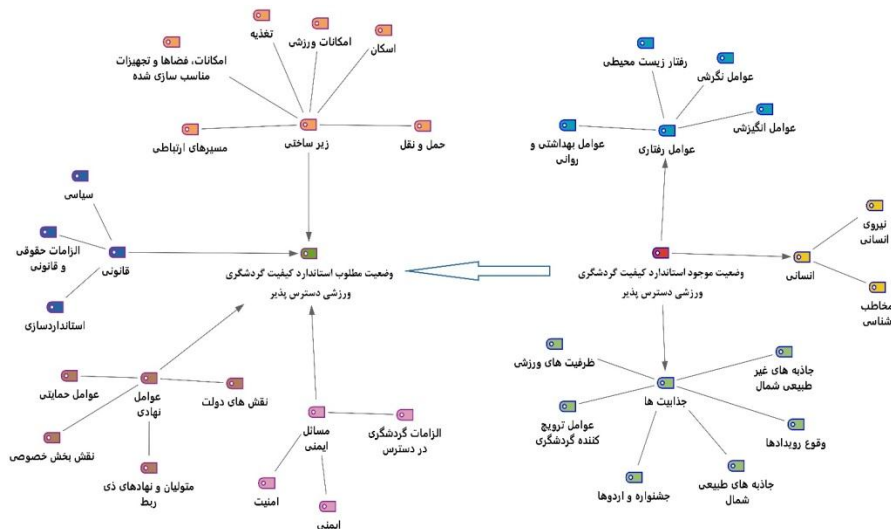 اسکان
امکانات ورزشی
تغذیه
امکانات، فضاها و تجهیزات
مناسب سازی شده
حمل و نقل
زیر ساختی
مسیرهای ارتباطی
رفتار زیست محیطی
عوامل نگرشی
عوامل انگیزشی
عوامل رفتاری
عوامل بهداشتی و
روانی
نیروی
انسانی
انسانی
مخاطب
شناسی
وضعیت موجود استاندارد کیفیت گردشگری
ورزشی دسترس پذیر
وضعیت مطلوب استاندارد کیفیت گردشگری
ورزشی دسترس پذیر
سیاسی
الزامات حقوقی
و قانونی
قانونی
استانداردسازی
جاذبه های غیر
طبیعی شمال
ظرفیت های ورزشی
جذابیت ها
عوامل ترویج
کننده گردشگری
وقوع رویدادها
جاذبه های طبیعی
شمال
جشنواره و اردوها
نقش های دولت
عوامل
نهادی
عوامل حمایتی
نقش بخش خصوصی
متولیان و نهادهای ذی
ربط
مسائل
ایمنی
الزامات گردشگری
در دسترس
امنیت
ایمنی